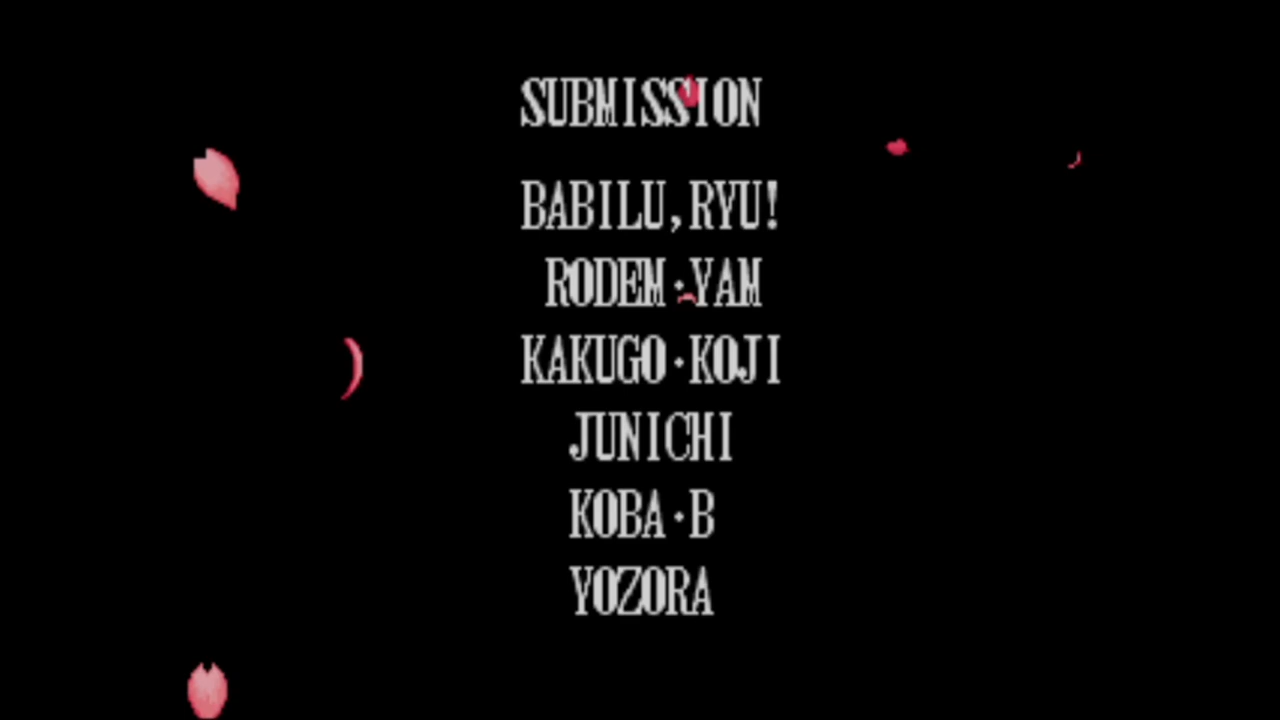 SUBMISSION
BABILU,RYU!
RODEM·YAM
KAKUGO·KOJI
JUNICHI
KOBA·B
YOZORA